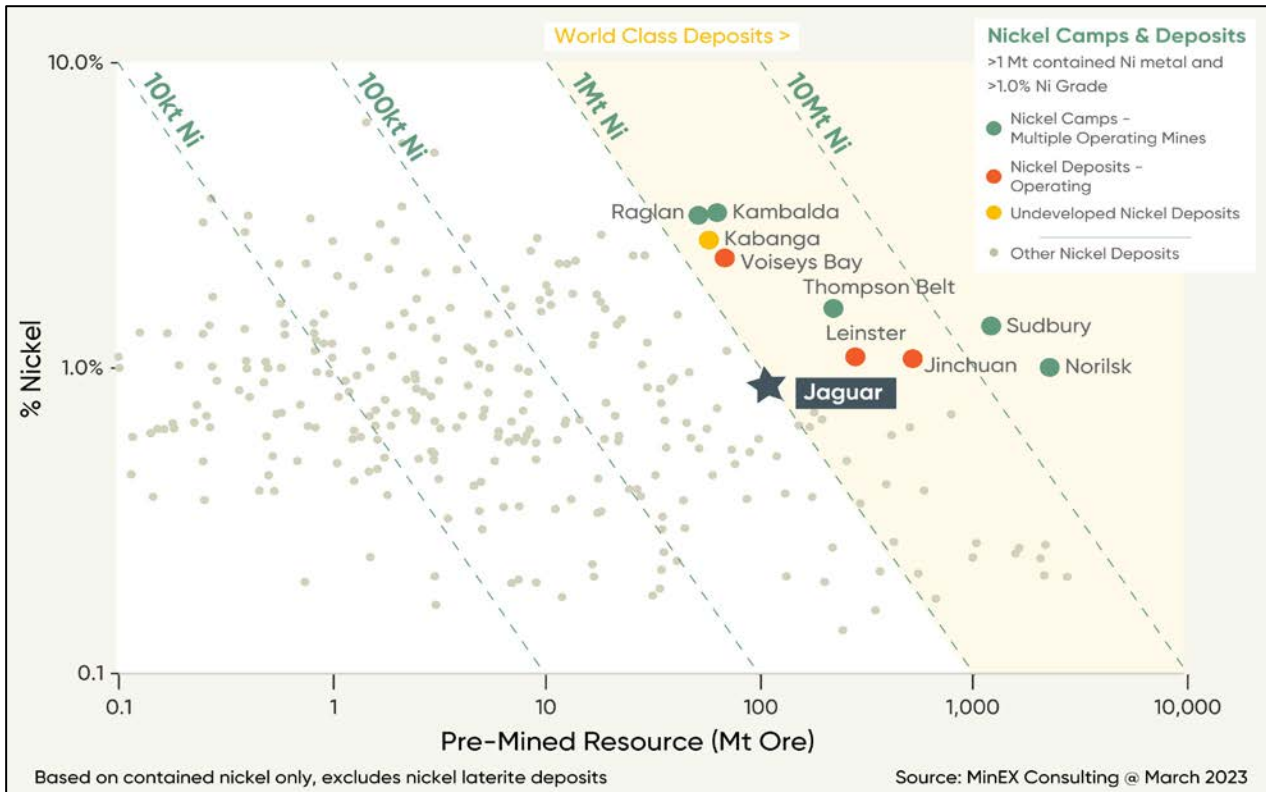 World Class Deposits >
Nickel Camps & Deposits
>1 Mt contained Ni metal and
>1.0% Ni Grade
Nickel Camps -
Multiple Operating Mines
Nickel Deposits -
Operating
Undeveloped Nickel Deposits
Other Nickel Deposits
10.0%
10kt Ni
100kt Ni
1Mt Ni
10Mt Ni
Raglan
Kambalda
Kabanga
Voiseys Bay
Thompson Belt
Leinster
Sudbury
Jinchuan
Norilsk
Jaguar
% Nickel
1.0%
0.1
0.1
1
10
100
1,000
10,000
Pre-Mined Resource (Mt Ore)
Based on contained nickel only, excludes nickel laterite deposits
Source: MinEX Consulting @ March 2023